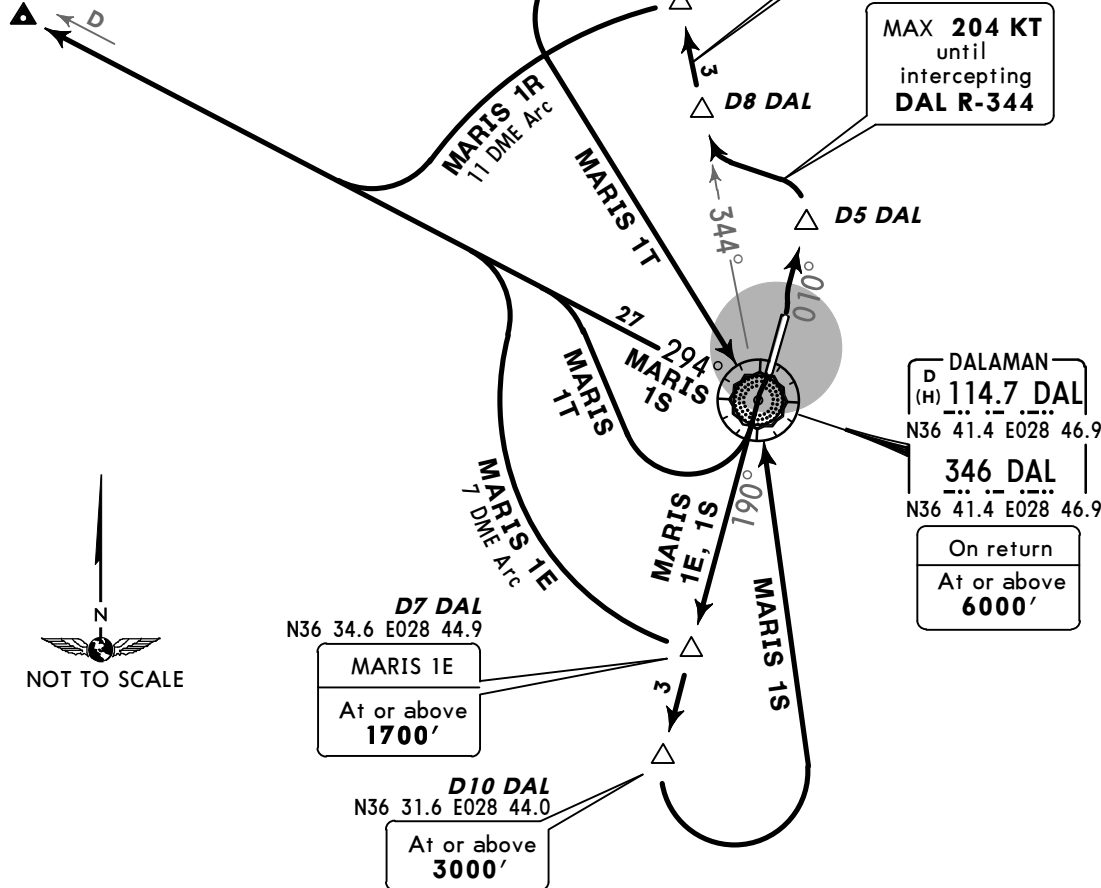 D
MAX 204 KT
until
intercepting
DAL R-344
3
MARIS 1R
11 DME Arc
D8 DAL
MARIS 1T
344°
D5 DAL
010°
27
294°
MARIS
1S
MARIS
1T
DALAMAN
D
(H) 114.7 DAL
N36 41.4 E028 46.9
346 DAL
N36 41.4 E028 46.9
On return
At or above
6000'
190°
MARIS
1E, 1S
MARIS 1E
7 DME Arc
MARIS 1S
N
NOT TO SCALE
D7 DAL
N36 34.6 E028 44.9
MARIS 1E
At or above
1700'
3
D10 DAL
N36 31.6 E028 44.0
At or above
3000'